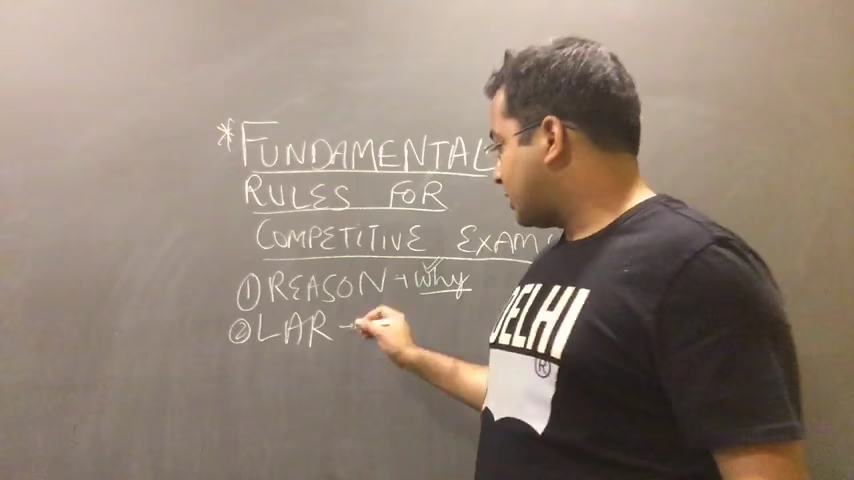 * FUNDAMENTAL
RULES FOR
COMPETITIVE EXAM
① REASON → Why
② LAR -
DELHI
®